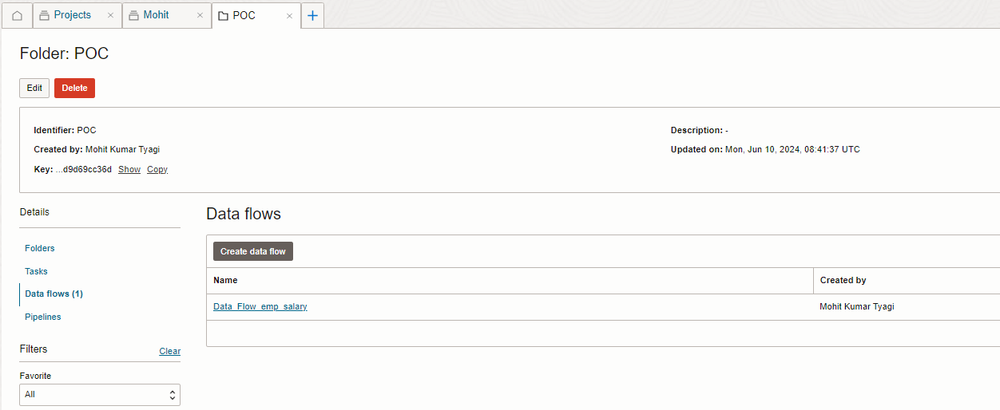 Projects × Mohit × POC × +
Folder: POC
Edit Delete
Identifier: POC
Created by: Mohit Kumar Tyagi
Key: ...d9d69cc36d Show Copy
Description: -
Updated on: Mon, Jun 10, 2024, 08:41:37 UTC
Details
Folders
Tasks
Data flows (1)
Pipelines
Filters Clear
Favorite
All
Data flows
Create data flow
Name Created by
Data_Flow_emp_salary Mohit Kumar Tyagi